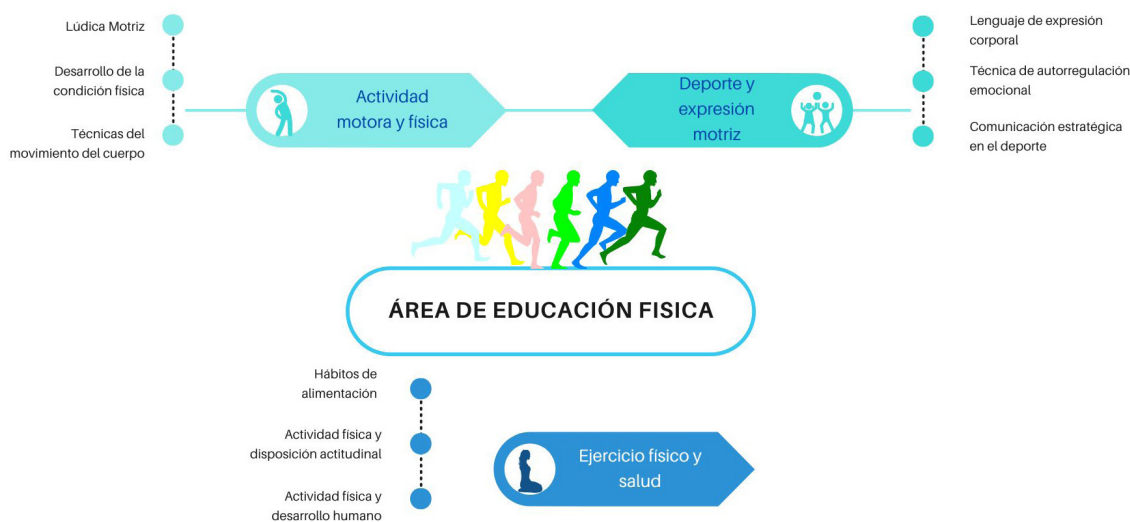 Lúdica Motriz
Desarrollo de la
condición física
Técnicas del
movimiento del cuerpo
Actividad
motora y física
Deporte y
expresión
motriz
Lenguaje de expresión
corporal
Técnica de autorregulación
emocional
Comunicación estratégica
en el deporte
ÁREA DE EDUCACIÓN FISICA
Hábitos de
alimentación
Actividad física y
disposición actitudinal
Actividad física y
desarrollo humano
Ejercicio físico y
salud